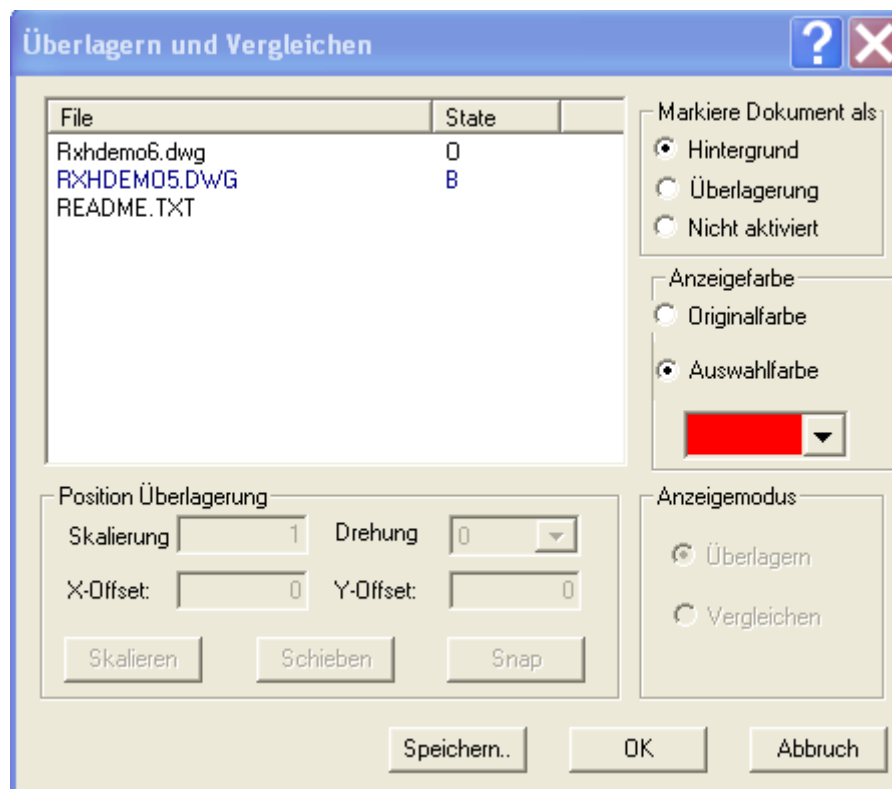 Überlagern und Vergleichen
File State
Rxhdemo6.dwg O
RXHDEMO5.DWG B
README.TXT
Markiere Dokument als
Hintergrund
Überlagerung
Nicht aktiviert
Anzeigefarbe
Originalfarbe
Auswahlfarbe
Position Überlagerung
Skalierung 1 Drehung 0
X-Offset: 0 Y-Offset: 0
Skalieren Schieben Snap
Anzeigemodus
Überlagern
Vergleichen
Speichern.. OK Abbruch